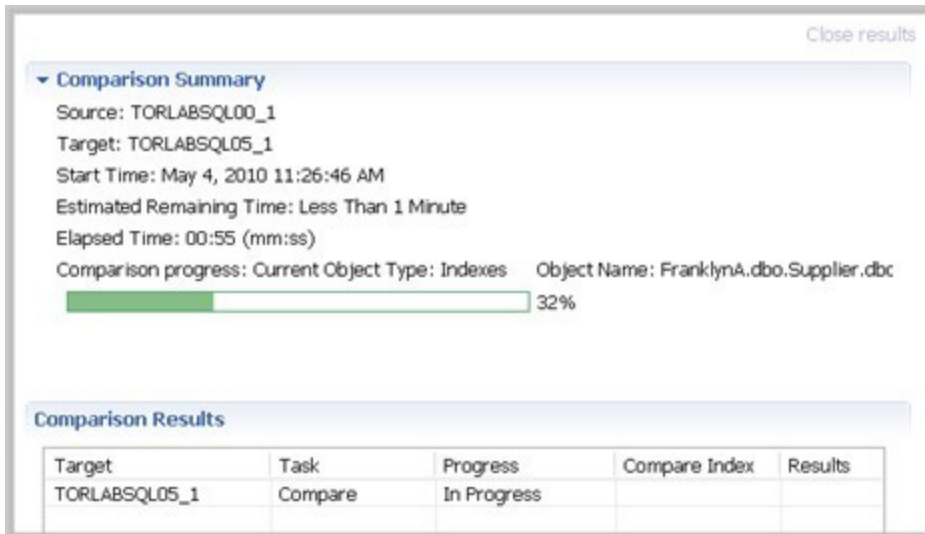 Close results
Comparison Summary
Source: TORLABSQL00_1
Target: TORLABSQL05_1
Start Time: May 4, 2010 11:26:46 AM
Estimated Remaining Time: Less Than 1 Minute
Elapsed Time: 00:55 (mm:ss)
Comparison progress: Current Object Type: Indexes Object Name: FranklynA.dbo.Supplier.dbo
32%
Comparison Results
Target Task Progress Compare Index Results
TORLABSQL05_1 Compare In Progress